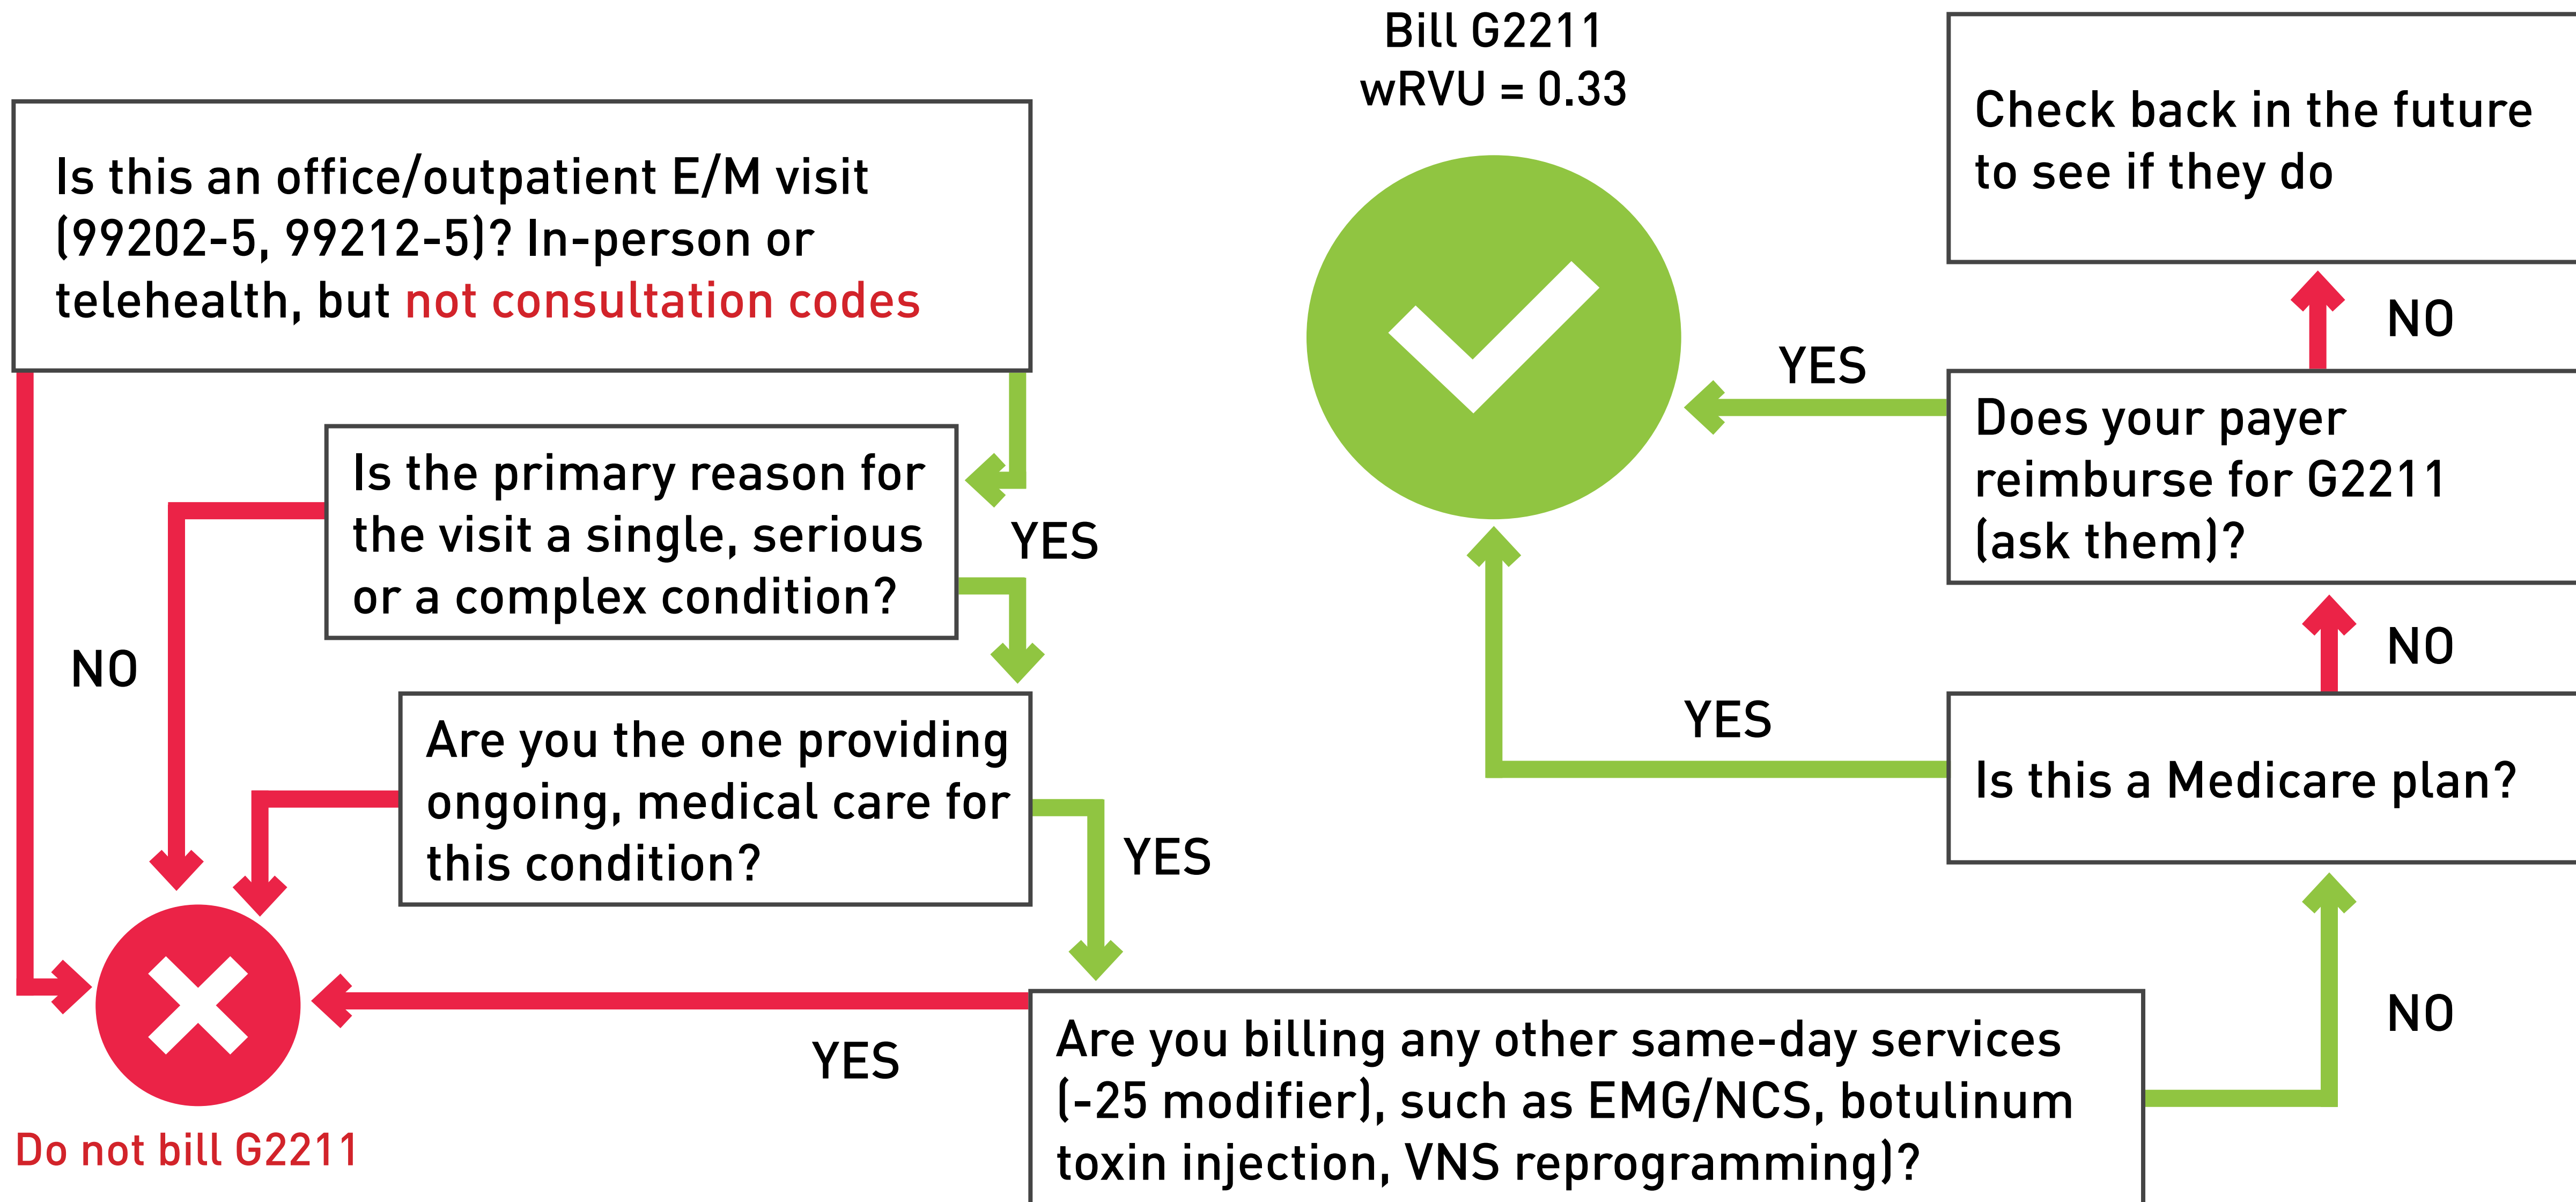 Is this an office/outpatient E/M visit
(99202-5, 99212-5)? In-person or
telehealth, but not consultation codes
YES
Is the primary reason for
the visit a single, serious
or a complex condition?
NO
Are you the one providing
ongoing, medical care for
this condition?
YES
Do not bill G2211
YES
Are you billing any other same-day services
(-25 modifier), such as EMG/NCS, botulinum
toxin injection, VNS reprogramming)?
NO
Is this a Medicare plan?
YES
NO
Does your payer
reimburse for G2211
(ask them)?
YES
NO
Check back in the future
to see if they do
Bill G2211
wRVU = 0.33